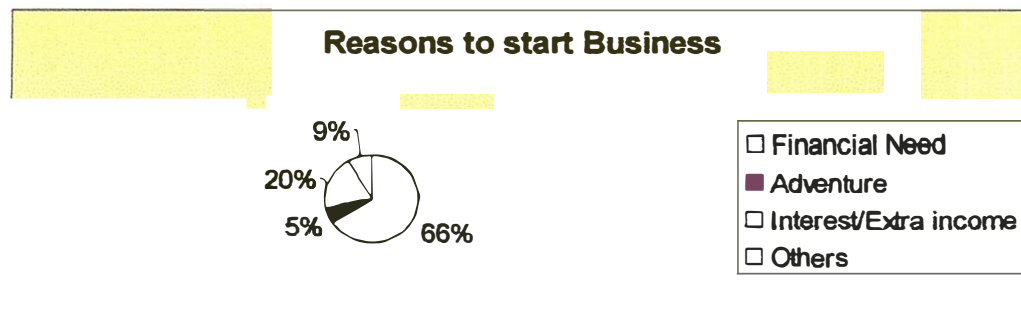 Reasons to start Business
9%
20%
5%
66%
Financial Need
Adventure
Interest/Extra income
Others